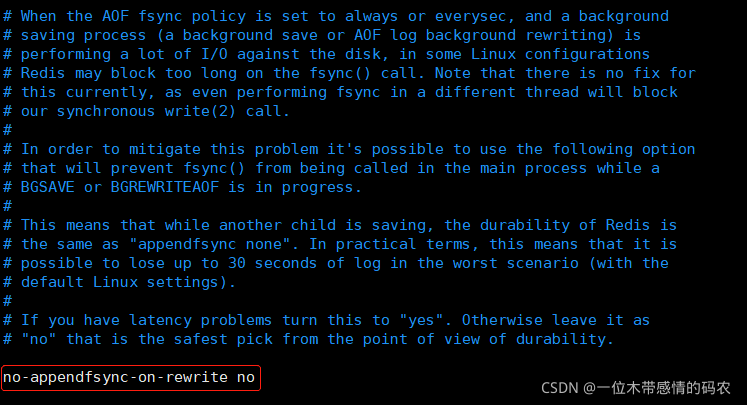 # When the AOF fsync policy is set to always or everysec, and a background
# saving process (a background save or AOF log background rewriting) is
# performing a lot of I/O against the disk, in some Linux configurations
# Redis may block too long on the fsync() call. Note that there is no fix for
# this currently, as even performing fsync in a different thread will block
# our synchronous write(2) call.
#
# In order to mitigate this problem it's possible to use the following option
# that will prevent fsync() from being called in the main process while a
# BGSAVE or BGREWRITEAOF is in progress.
#
# This means that while another child is saving, the durability of Redis is
# the same as "appendfsync none". In practical terms, this means that it is
# possible to lose up to 30 seconds of log in the worst scenario (with the
# default Linux settings).
#
# If you have latency problems turn this to "yes". Otherwise leave it as
# "no" that is the safest pick from the point of view of durability.
no-appendfsync-on-rewrite no
CSDN @一位木带感情的码农